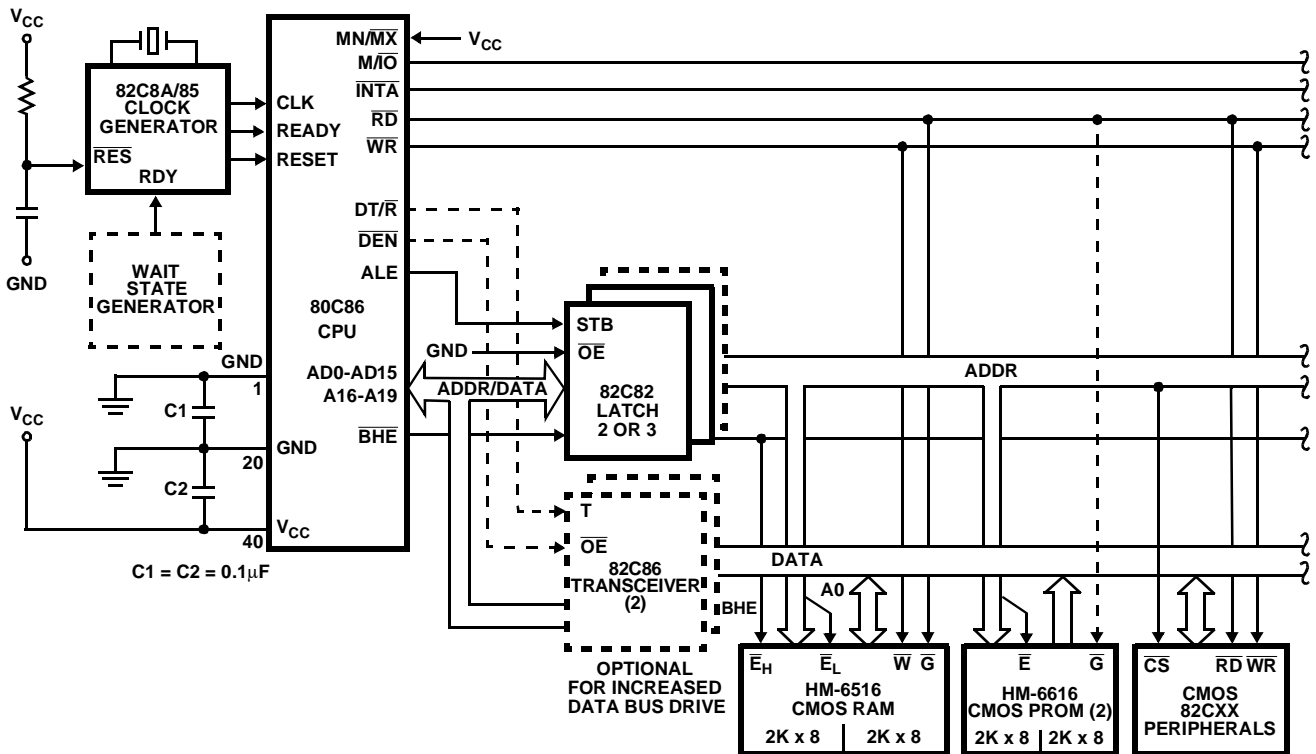 VCC
82C8A/85
CLOCK
GENERATOR
RES
RDY
GND
WAIT
STATE
GENERATOR
CLK
READY
RESET
MN/MX
VCC
M/IO
INTA
RD
WR
DT/R
DEN
ALE
80C86
CPU
AD0-AD15
A16-A19
BHE
GND
1
C1
VCC
GND
20
C2
VCC
40
C1 = C2 = 0.1μF
GND
ADDR/DATA
STB
OE
82C82
LATCH
2 OR 3
T
OE
82C86
TRANSCEIVER
(2)
OPTIONAL
FOR INCREASED
DATA BUS DRIVE
ADDR
DATA
A0
BHE
EH
EL
W
G
HM-6516
CMOS RAM
2K x 8
2K x 8
E
G
HM-6616
CMOS PROM (2)
2K x 8
2K x 8
CS
RD WR
CMOS
82CXX
PERIPHERALS